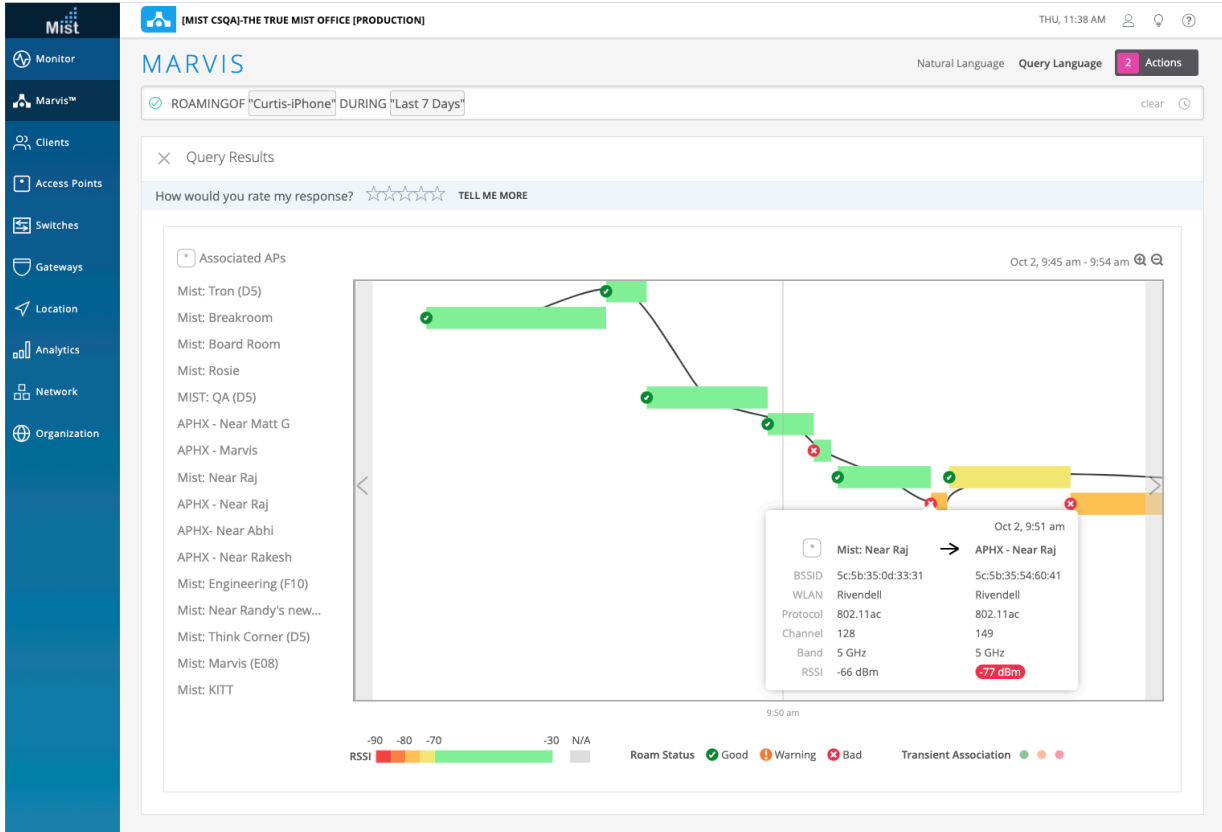 Mist
[MIST CSQA]-THE TRUE MIST OFFICE [PRODUCTION]
THU, 11:38 AM
Monitor
Marvis™
Clients
Access Points
Switches
Gateways
Location
Analytics
Network
Organization
MARVIS
Natural Language Query Language 2 Actions
ROAMINGOF "Curtis-iPhone" DURING "Last 7 Days"
clear
Query Results
How would you rate my response? TELL ME MORE
Associated APs
Oct 2, 9:45 am - 9:54 am
Mist: Tron (D5)
Mist: Breakroom
Mist: Board Room
Mist: Rosie
MIST: QA (D5)
APHX - Near Matt G
APHX - Marvis
Mist: Near Raj
APHX - Near Raj
APHX- Near Abhi
APHX - Near Rakesh
Mist: Engineering (F10)
Mist: Near Randy's new...
Mist: Think Corner (D5)
Mist: Marvis (E08)
Mist: KITT
Oct 2, 9:51 am
Mist: Near Raj APHX - Near Raj
BSSID 5c:5b:35:0d:33:31 5c:5b:35:54:60:41
WLAN Rivendell Rivendell
Protocol 802.11ac 802.11ac
Channel 128 149
Band 5 GHz 5 GHz
RSSI -66 dBm -77 dBm
9:50 am
-90 -80 -70 -30 N/A
RSSI
Roam Status Good Warning Bad
Transient Association